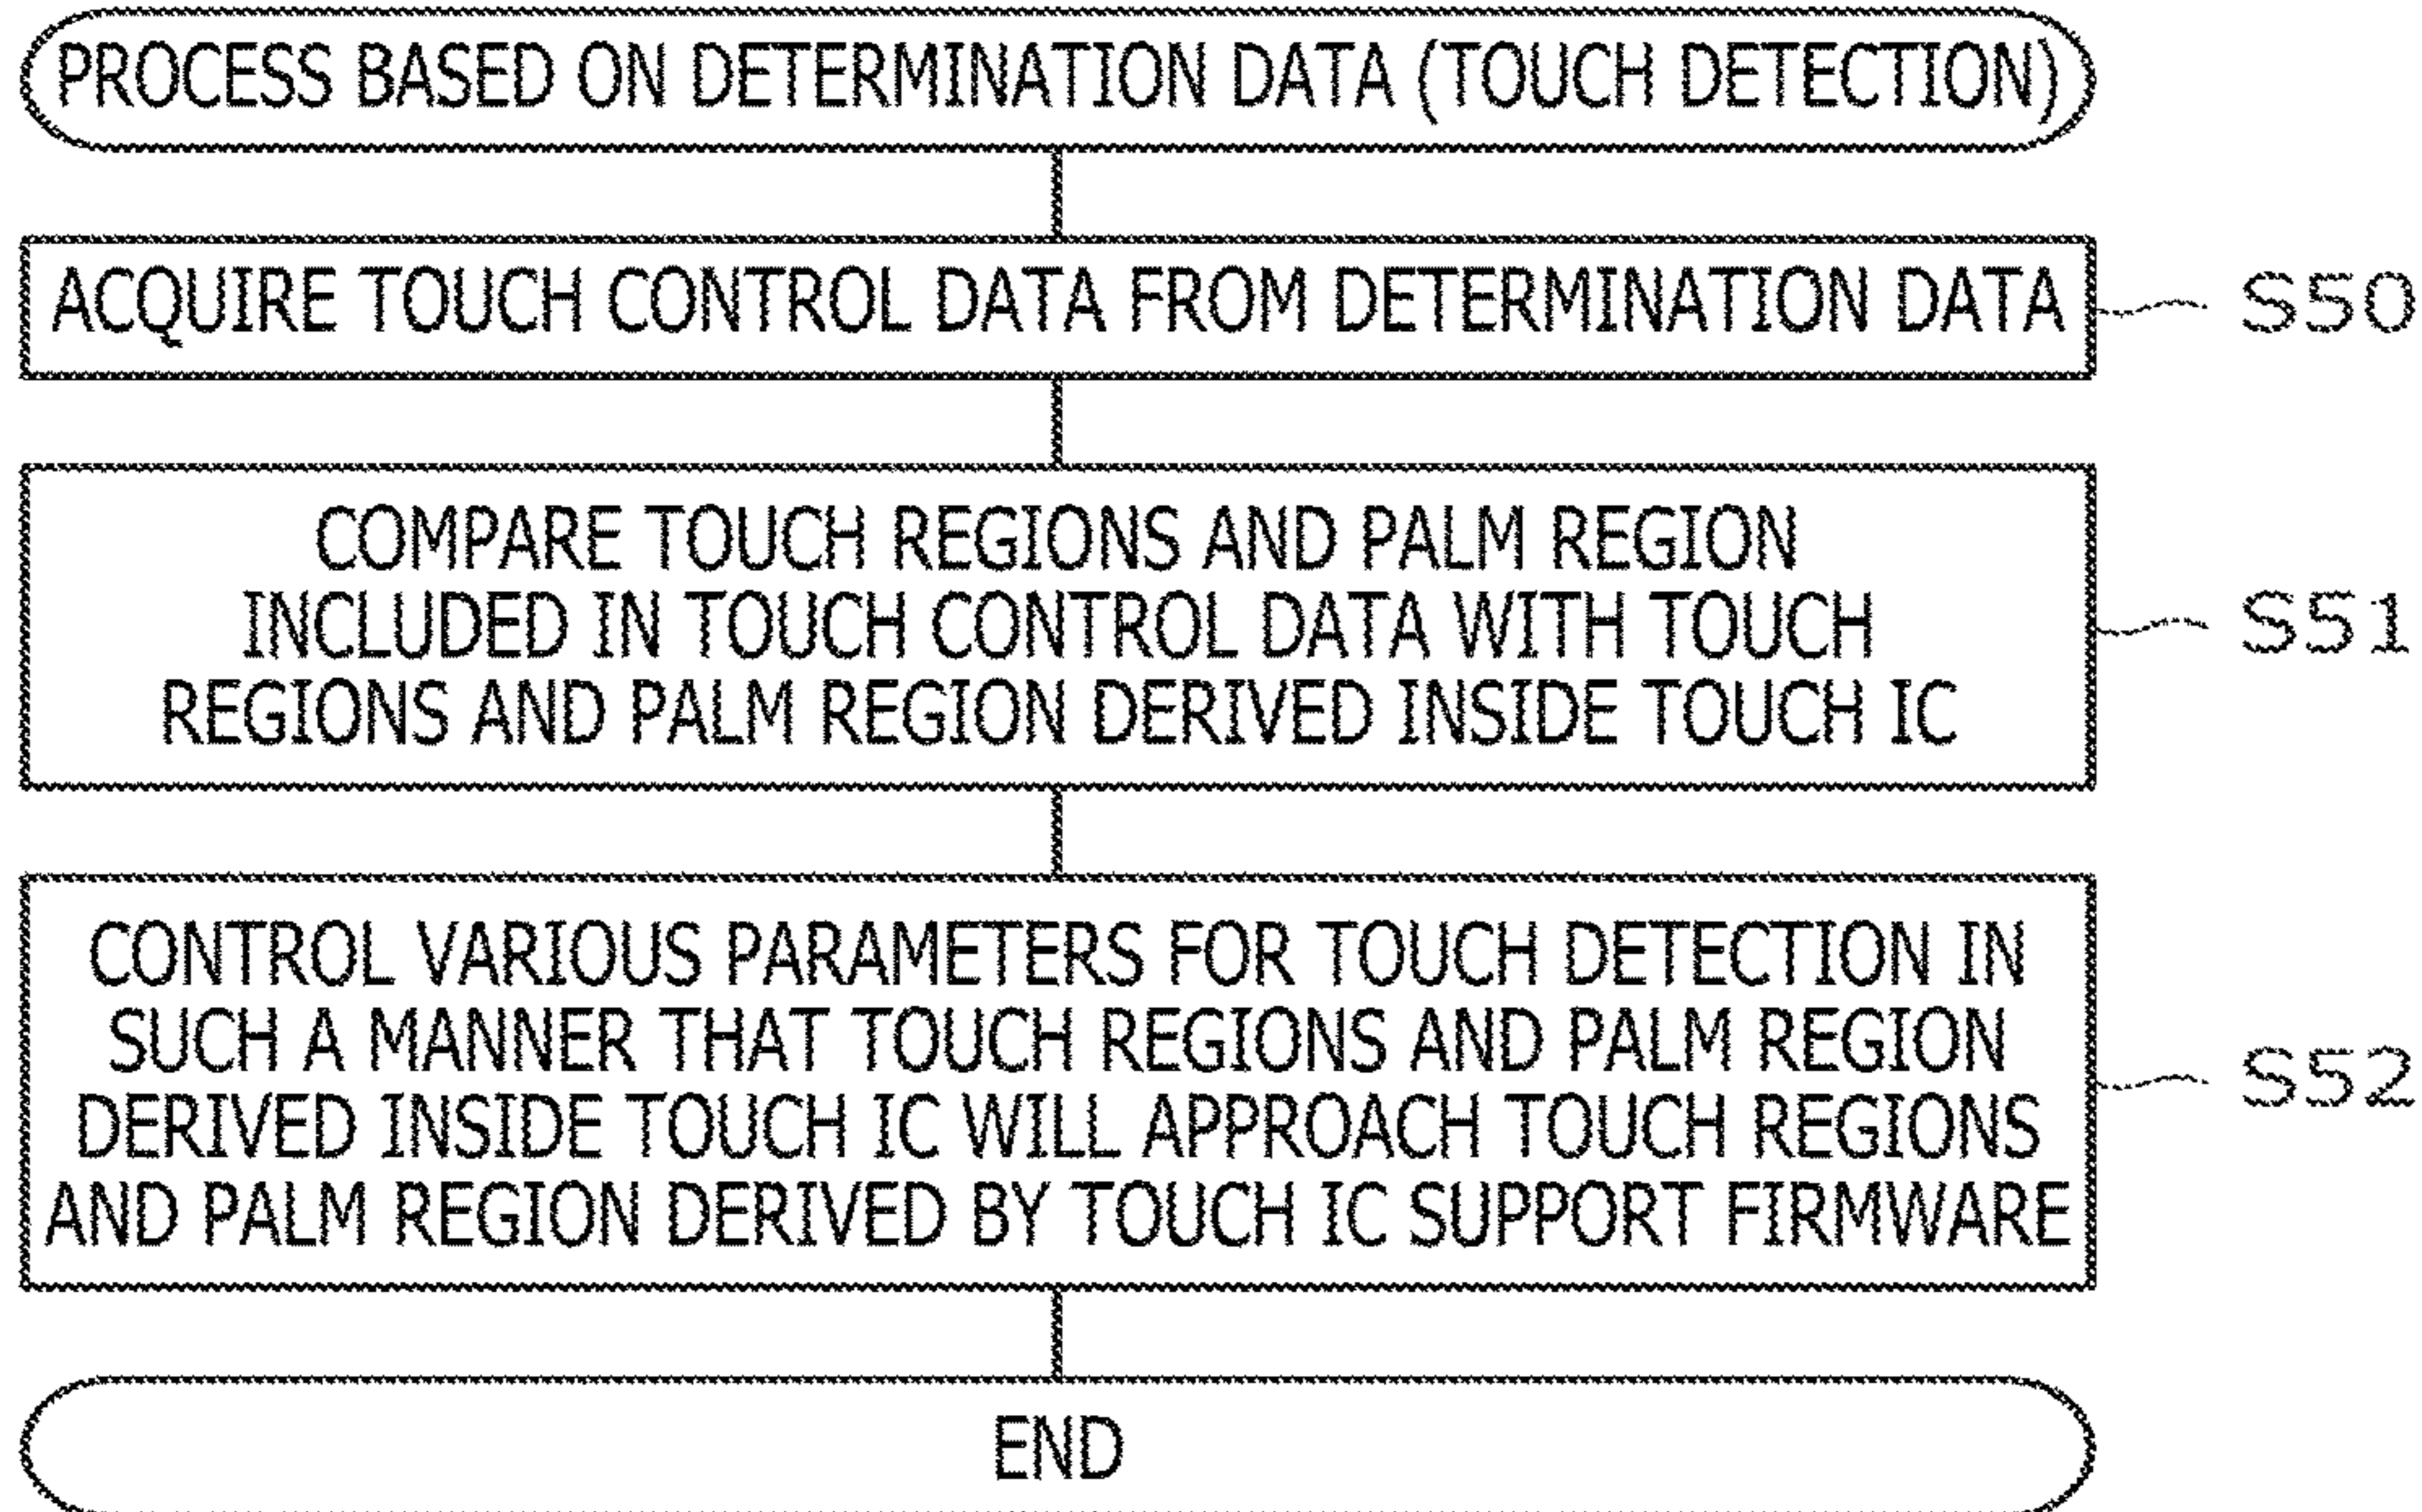 PROCESS BASED ON DETERMINATION DATA (TOUCH DETECTION)
ACQUIRE TOUCH CONTROL DATA FROM DETERMINATION DATA
S50
COMPARE TOUCH REGIONS AND PALM REGION
INCLUDED IN TOUCH CONTROL DATA WITH TOUCH
REGIONS AND PALM REGION DERIVED INSIDE TOUCH IC
S51
CONTROL VARIOUS PARAMETERS FOR TOUCH DETECTION IN
SUCH A MANNER THAT TOUCH REGIONS AND PALM REGION
DERIVED INSIDE TOUCH IC WILL APPROACH TOUCH REGIONS
AND PALM REGION DERIVED BY TOUCH IC SUPPORT FIRMWARE
S52
END